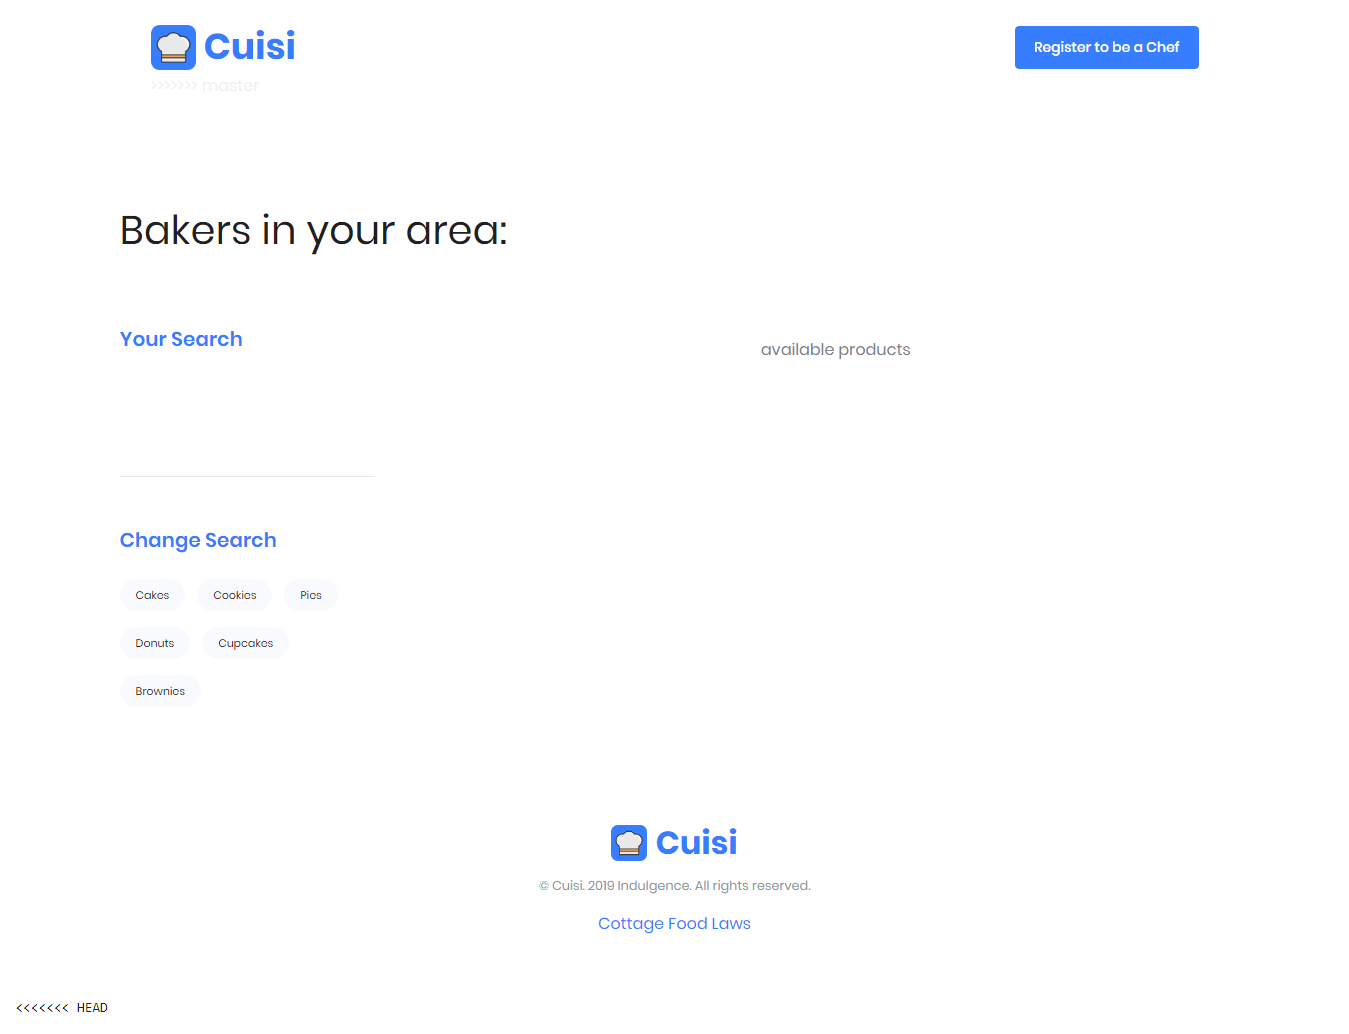 Cuisi
Register to be a Chef
>>>>>>> master
Bakers in your area:
Your Search
available products
Change Search
Cakes Cookies Pies
Donuts Cupcakes
Brownies
Cuisi
© Cuisi. 2019 Indulgence. All rights reserved.
Cottage Food Laws
<<<<<<< HEAD